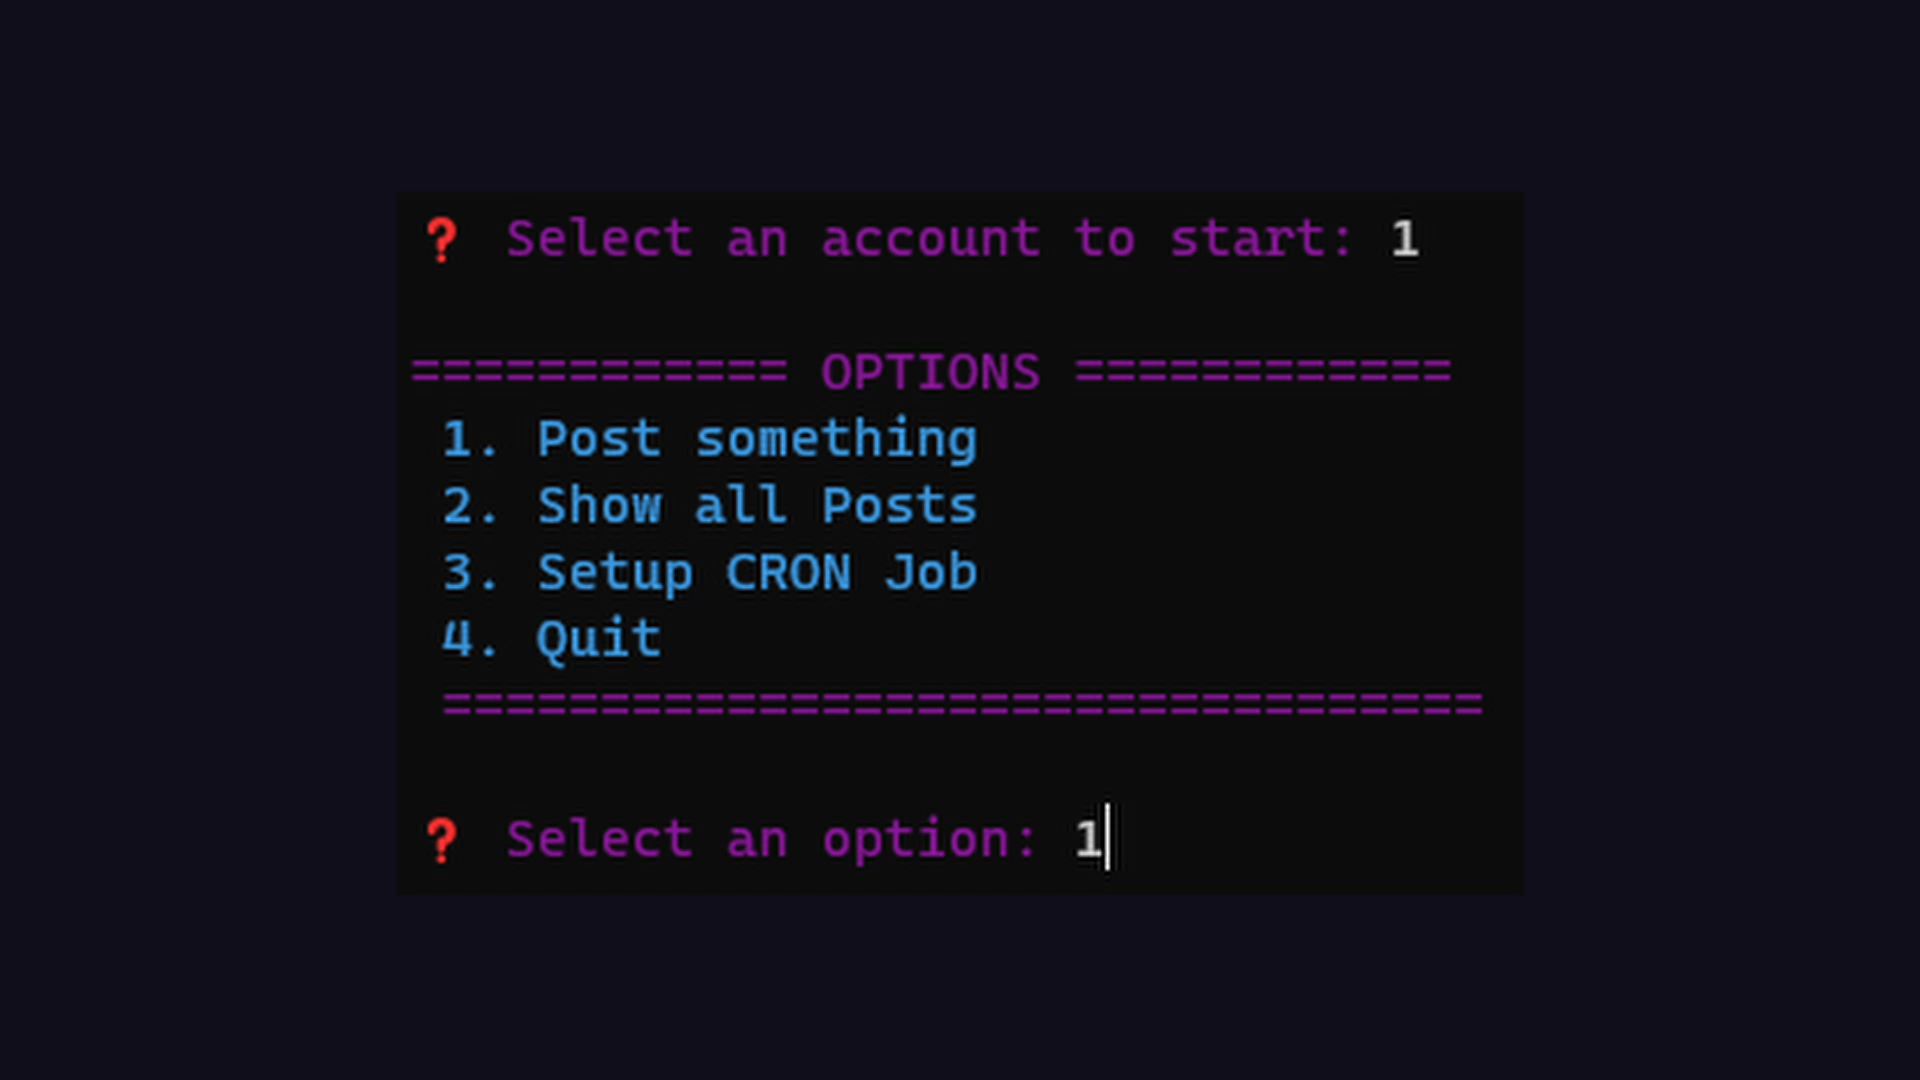 ? Select an account to start: 1
============ OPTIONS ============
1. Post something
2. Show all Posts
3. Setup CRON Job
4. Quit
=================================
? Select an option: 1